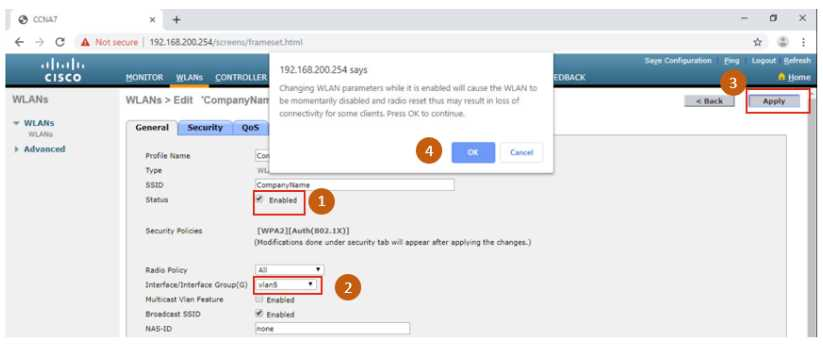 CCNA7
Not secure | 192.168.200.254/screens/frameset.html
CISCO
MONITOR WLANs CONTROLLER
EEDBACK
Save Configuration Ping Logout Refresh
Home
192.168.200.254 says
Changing WLAN parameters while it is enabled will cause the WLAN to
be momentarily disabled and radio reset thus may result in loss of
connectivity for some clients. Press OK to continue.
4
OK
Cancel
3
WLANs
WLANs
WLANs
Advanced
WLANs > Edit 'CompanyNam
< Back
Apply
General Security QoS
Profile Name
Type
SSID CompanyName
Status Enabled
1
Security Policies [WPA2][Auth(802.1X)]
(Modifications done under security tab will appear after applying the changes.)
Radio Policy All
Interface/Interface Group(G) vlan5
2
Multicast Vlan Feature Enabled
Broadcast SSID Enabled
NAS-ID none